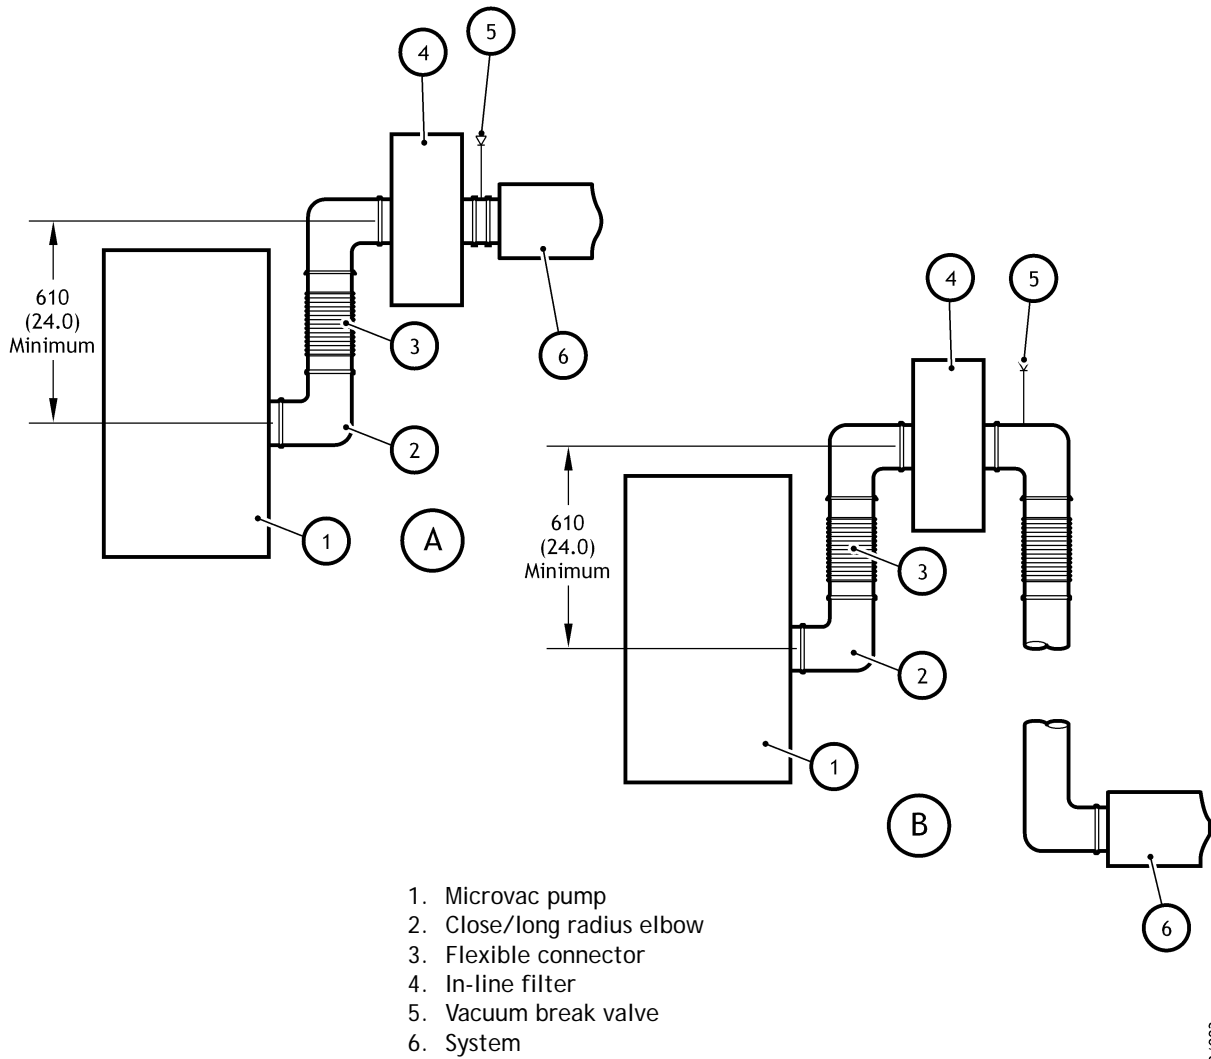 4
5
610
(24.0)
Minimum
3
6
2
1
A
4
5
610
(24.0)
Minimum
3
2
1
B
6
1. Microvac pump
2. Close/long radius elbow
3. Flexible connector
4. In-line filter
5. Vacuum break valve
6. System